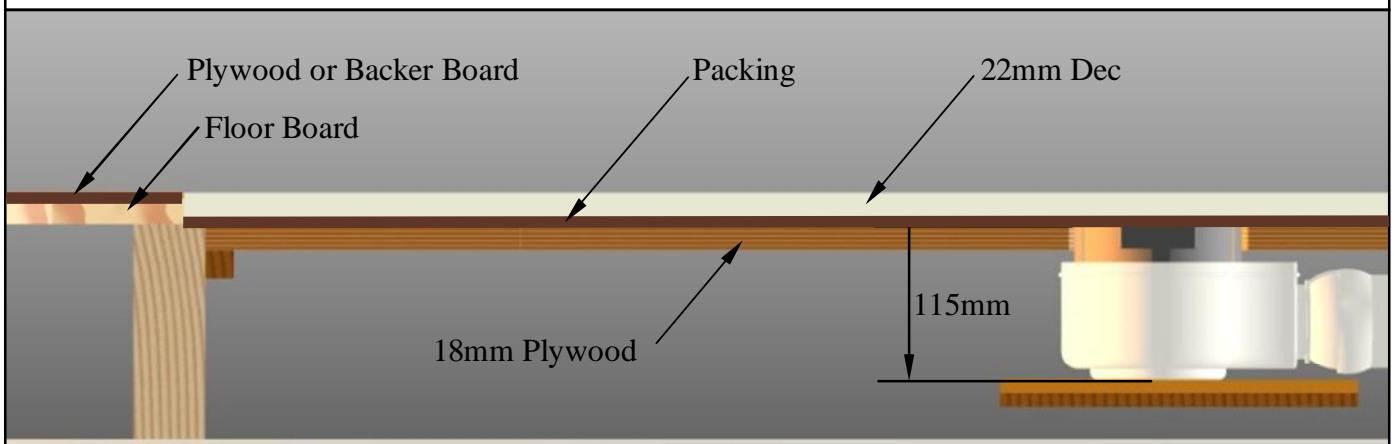 Plywood or Backer Board
Packing
22mm Dec
Floor Board
115mm
18mm Plywood